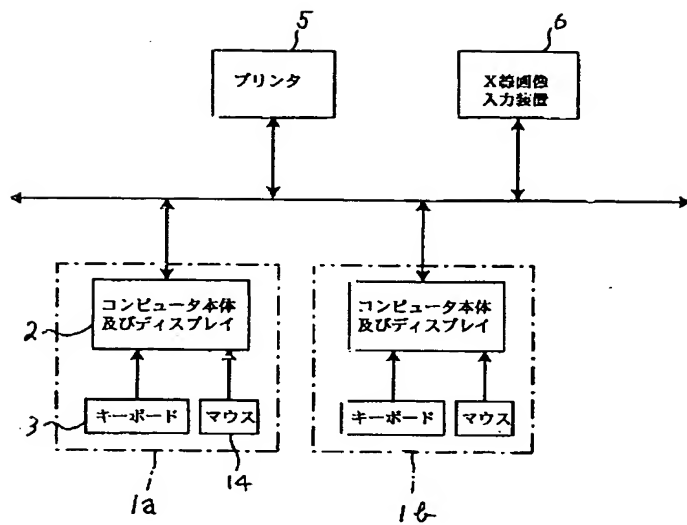 5
6
プリンタ
X線画像
入力装置
コンピュータ本体
及びディスプレイ
コンピュータ本体
及びディスプレイ
2
キーボード
マウス
キーボード
マウス
3
14
1a
1b